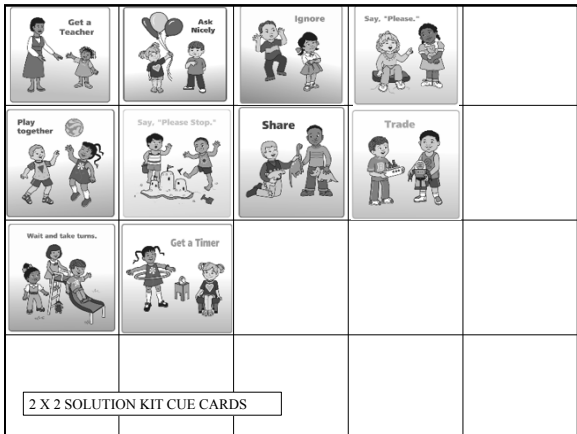 Get a
Teacher
Ask
Nicely
Ignore
Say, "Please."
Play
together
Say, "Please Stop."
Share
Trade
Wait and take turns.
Get a Timer
2 X 2 SOLUTION KIT CUE CARDS